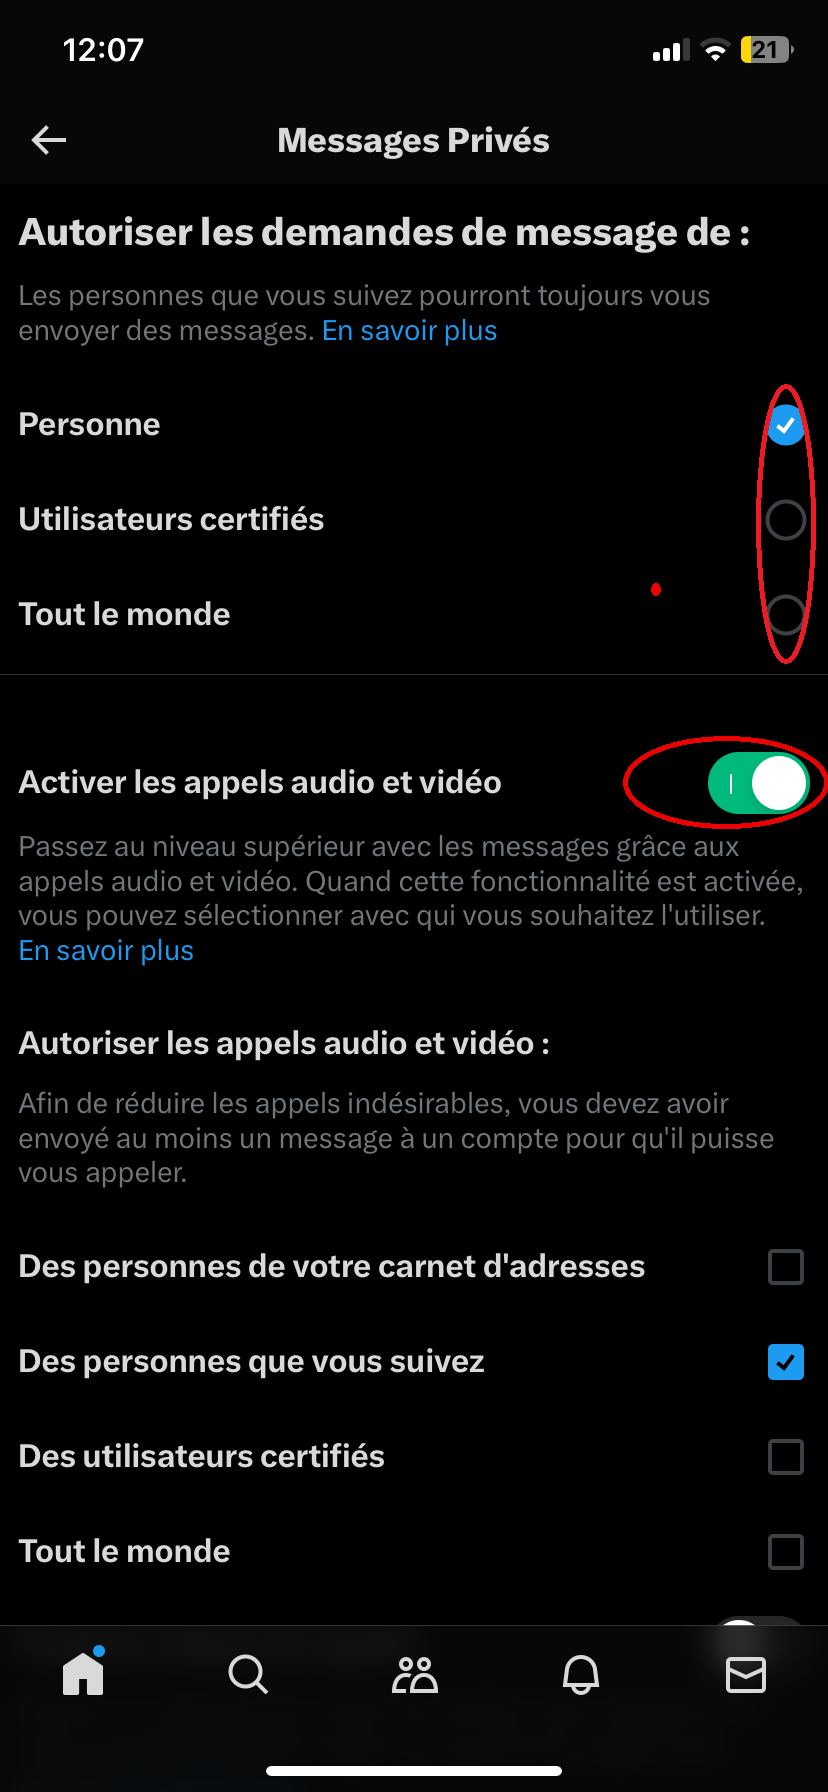 12:07
21
Messages Privés
Autoriser les demandes de message de :
Les personnes que vous suivez pourront toujours vous
envoyer des messages. En savoir plus
Personne
Utilisateurs certifiés
Tout le monde
Activer les appels audio et vidéo
Passez au niveau supérieur avec les messages grâce aux
appels audio et vidéo. Quand cette fonctionnalité est activée,
vous pouvez sélectionner avec qui vous souhaitez l'utiliser.
En savoir plus
Autoriser les appels audio et vidéo :
Afin de réduire les appels indésirables, vous devez avoir
envoyé au moins un message à un compte pour qu'il puisse
vous appeler.
Des personnes de votre carnet d'adresses
Des personnes que vous suivez
Des utilisateurs certifiés
Tout le monde